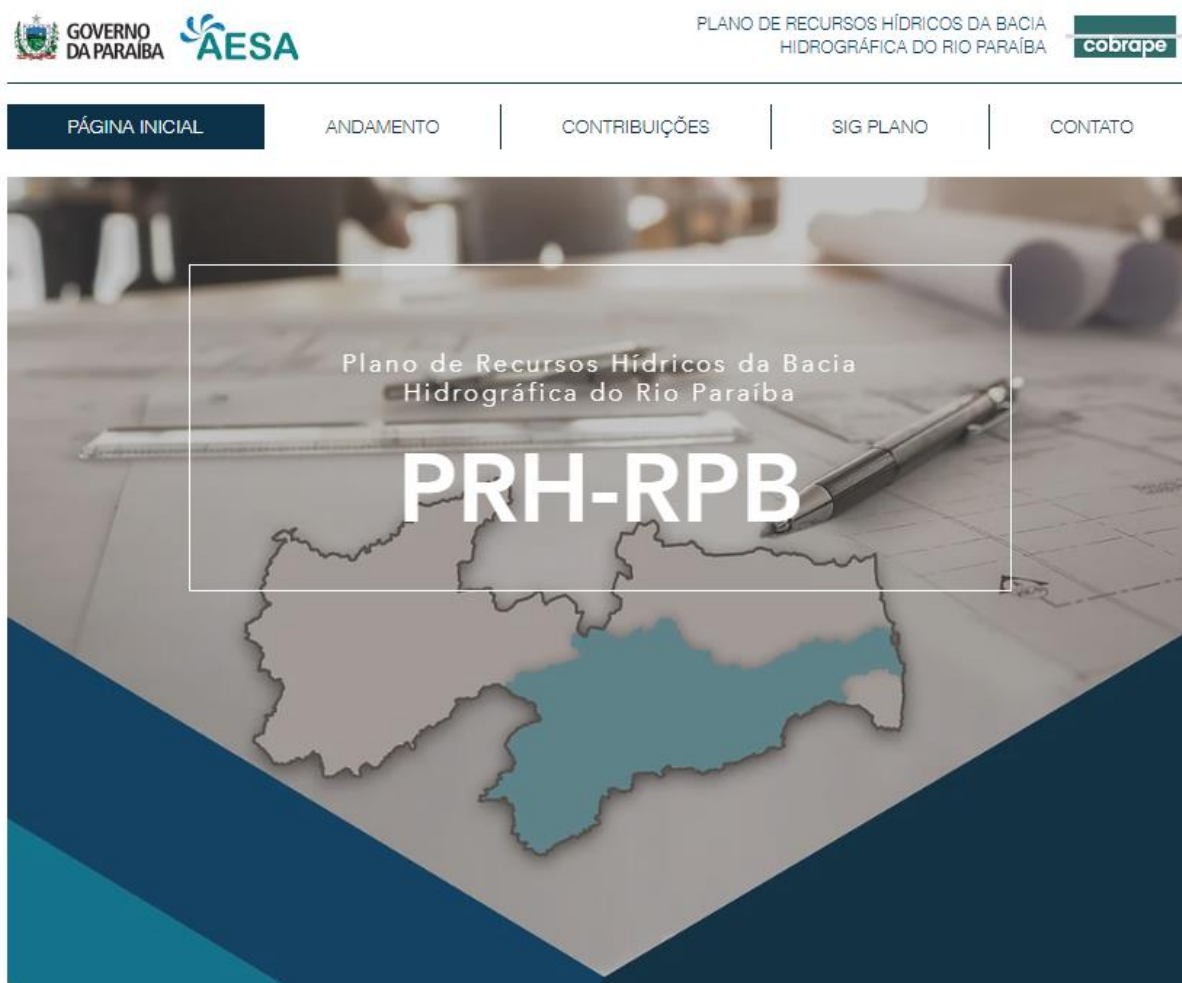 GOVERNO
DA PARAÍBA
AESA
PLANO DE RECURSOS HÍDRICOS DA BACIA
HIDROGRÁFICA DO RIO PARAÍBA
cobrape
PÁGINA INICIAL
ANDAMENTO
CONTRIBUIÇÕES
SIG PLANO
CONTATO
Plano de Recursos Hídricos da Bacia
Hidrográfica do Rio Paraíba
PRH-RPB